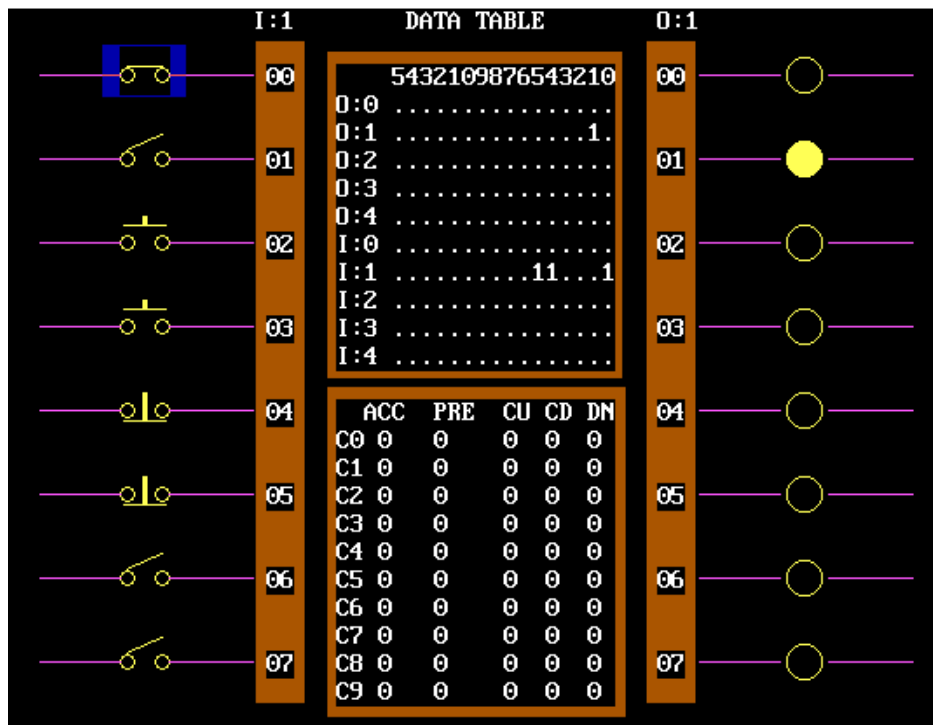 I:1 DATA TABLE O:1
00
01
02
03
04
05
06
07
5432109876543210
O:0 ................
O:1 ..............1.
O:2 ................
O:3 ................
O:4 ................
I:0 ................
I:1 ..........11...1
I:2 ................
I:3 ................
I:4 ................
ACC PRE CU CD DN
C0 0 0 0 0 0
C1 0 0 0 0 0
C2 0 0 0 0 0
C3 0 0 0 0 0
C4 0 0 0 0 0
C5 0 0 0 0 0
C6 0 0 0 0 0
C7 0 0 0 0 0
C8 0 0 0 0 0
C9 0 0 0 0 0
00
01
02
03
04
05
06
07